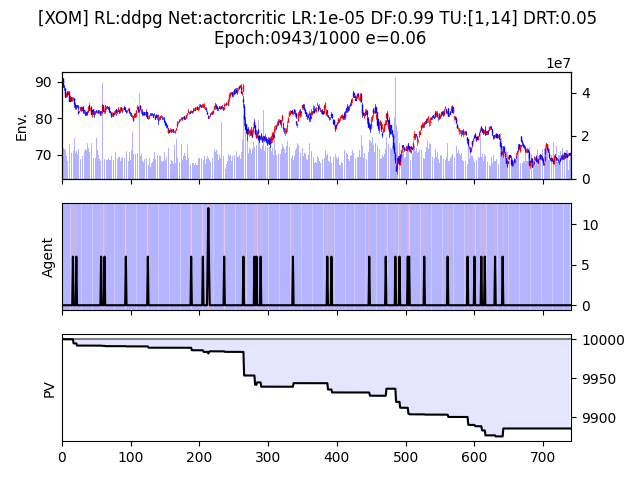 [XOM] RL:ddpg Net:actorcritic LR:1e-05 DF:0.99 TU:[1,14] DRT:0.05
Epoch:0943/1000 e=0.06
1e7
Env.
90
80
70
4
2
0
Agent
10
5
0
PV
10000
9950
9900
0 100 200 300 400 500 600 700